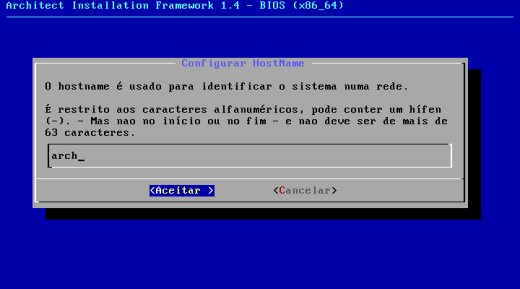 Architect Installation Framework 1.4 - BIOS (x86_64)
Configurar HostName
O hostname é usado para identificar o sistema numa rede.
É restrito aos caracteres alfanuméricos, pode conter um hífen
(-). - Mas nao no início ou no fim - e nao deve ser de mais de
63 caracteres.
arch_
<Aceitar > <Cancelar>